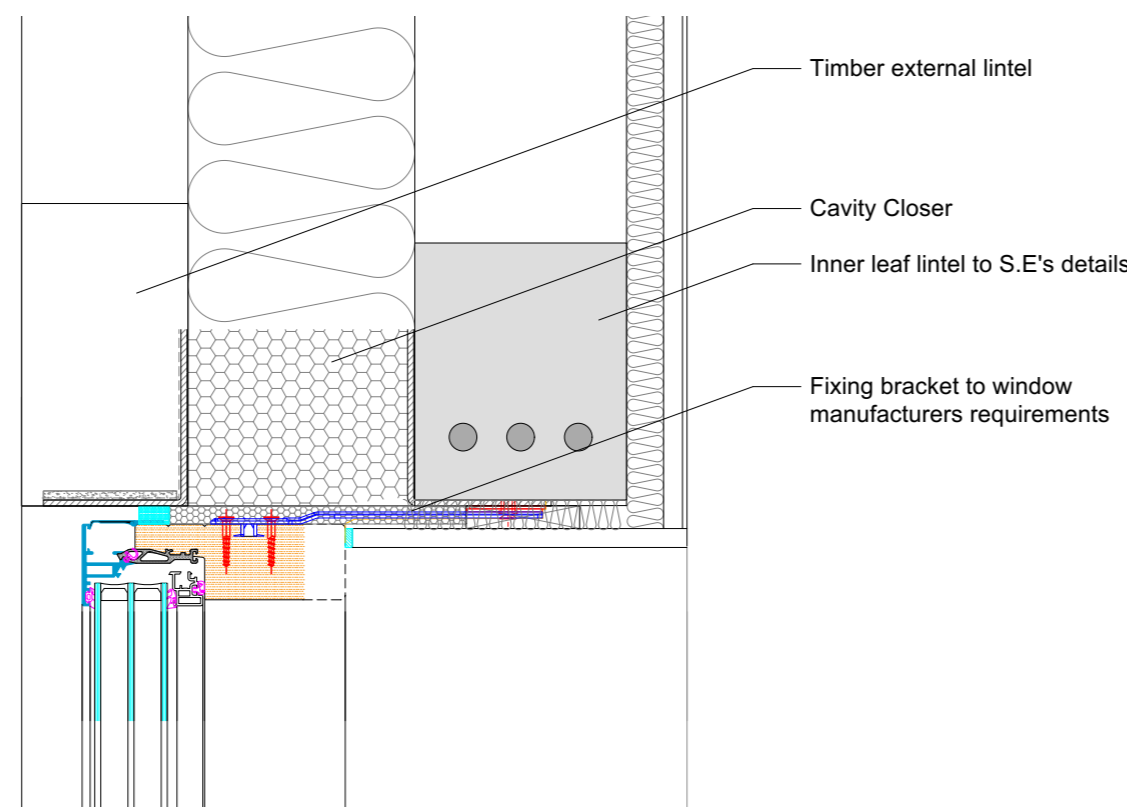 Timber external lintel
Cavity Closer
Inner leaf lintel to S.E's details
Fixing bracket to window
manufacturers requirements